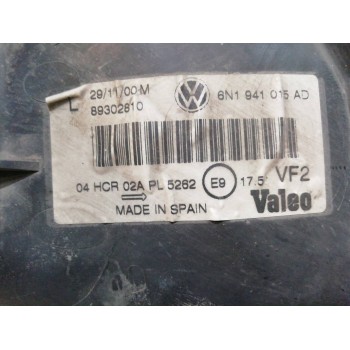 29/11/00 M
L 89302610 6N1 941 015 AD
04 HCR 02A PL 5262 E9 17.5 VF2
MADE IN SPAIN Valeo